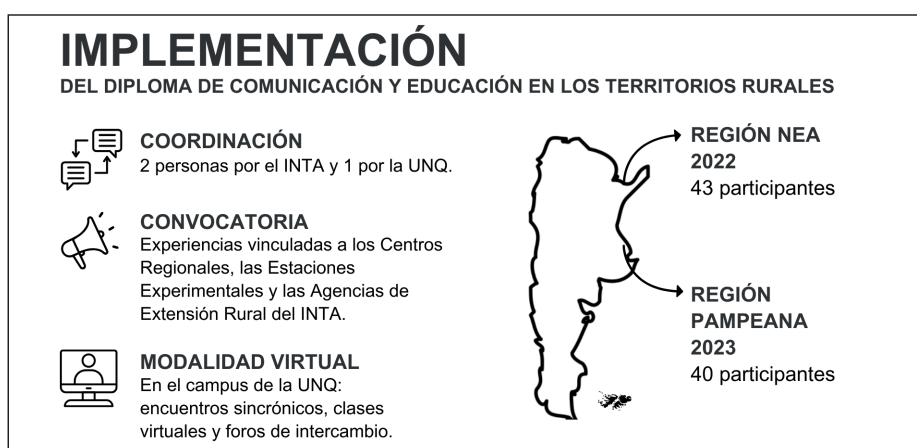 IMPLEMENTACIÓN
DEL DIPLOMA DE COMUNICACIÓN Y EDUCACIÓN EN LOS TERRITORIOS RURALES
COORDINACIÓN
2 personas por el INTA y 1 por la UNQ.
CONVOCATORIA
Experiencias vinculadas a los Centros
Regionales, las Estaciones
Experimentales y las Agencias de
Extensión Rural del INTA.
MODALIDAD VIRTUAL
En el campus de la UNQ:
encuentros sincrónicos, clases
virtuales y foros de intercambio.
REGIÓN NEA
2022
43 participantes
REGIÓN
PAMPEANA
2023
40 participantes